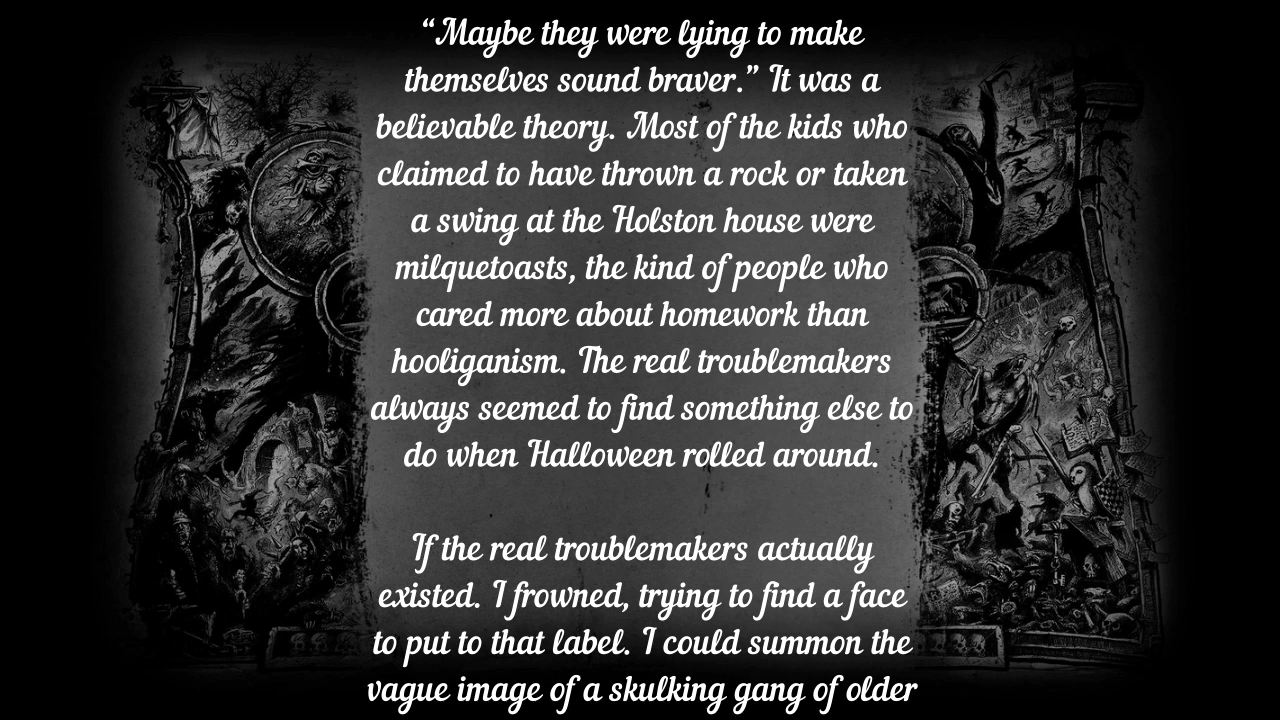 “Maybe they were lying to make
themselves sound braver.” It was a
believable theory. Most of the kids who
claimed to have thrown a rock or taken
a swing at the Holston house were
milquetoasts, the kind of people who
cared more about homework than
hooliganism. The real troublemakers
always seemed to find something else to
do when Halloween rolled around.
If the real troublemakers actually
existed. I frowned, trying to find a face
to put to that label. I could summon the
vague image of a skulking gang of older